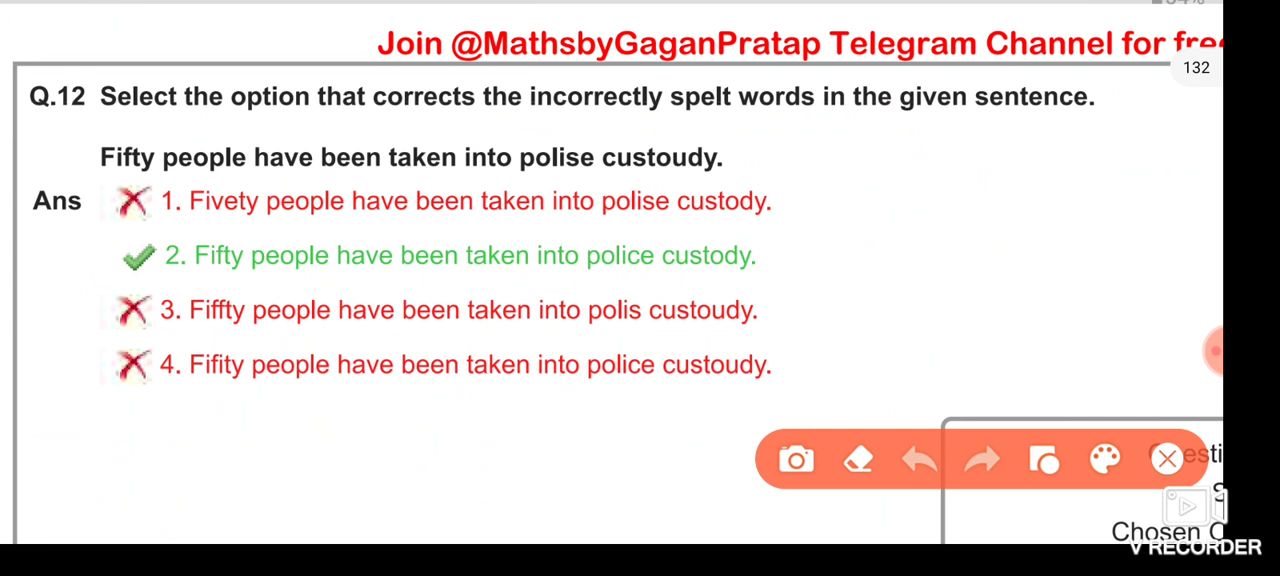 Join @MathsbyGaganPratap Telegram Channel for fre
132
Q.12 Select the option that corrects the incorrectly spelt words in the given sentence.
Fifty people have been taken into polise custoudy.
Ans 1. Fivety people have been taken into polise custody.
2. Fifty people have been taken into police custody.
3. Fiffty people have been taken into polis custoudy.
4. Fifity people have been taken into police custoudy.
Chosen
V RECORDER